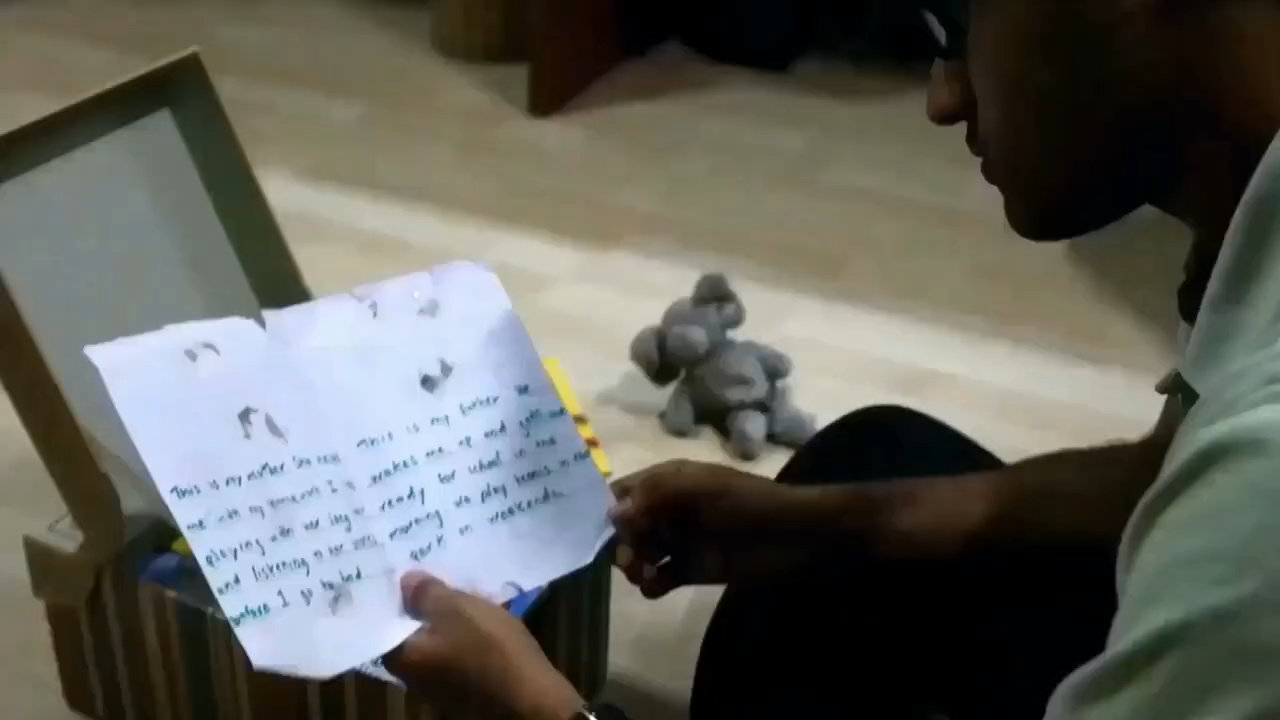 This is my mother She
me with my homework I
playing with her
and listening to her
before I go to bed
This is my father He
wakes me up and gets me
ready for school in the
morning We play tennis in the
park on weekends.